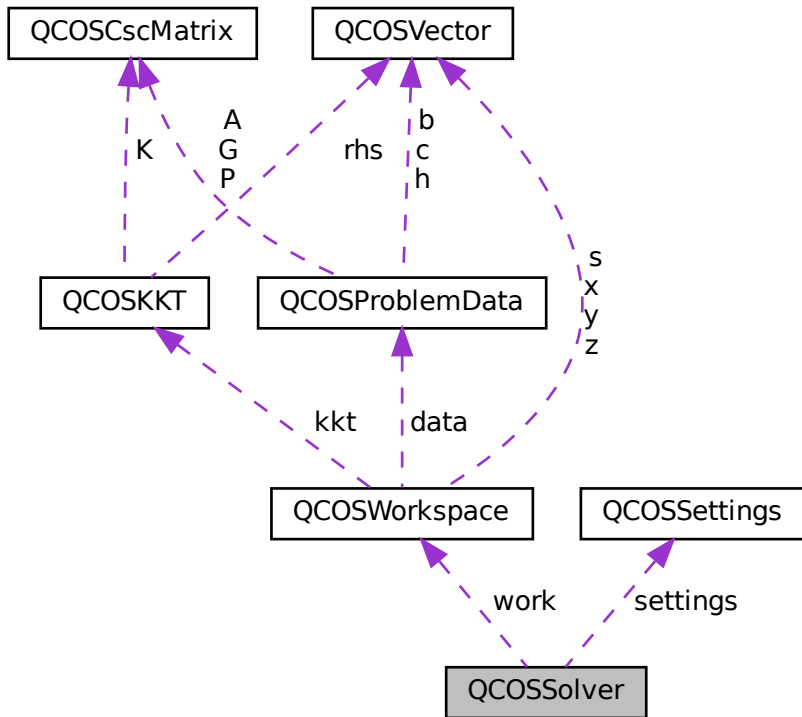 QCOSCscMatrix
QCOSVector
K
A
G
P
rhs
b
c
h
s
x
y
z
QCOSKKT
QCOSProblemData
kkt
data
QCOSWorkspace
QCOSSettings
work
settings
QCOSSolver